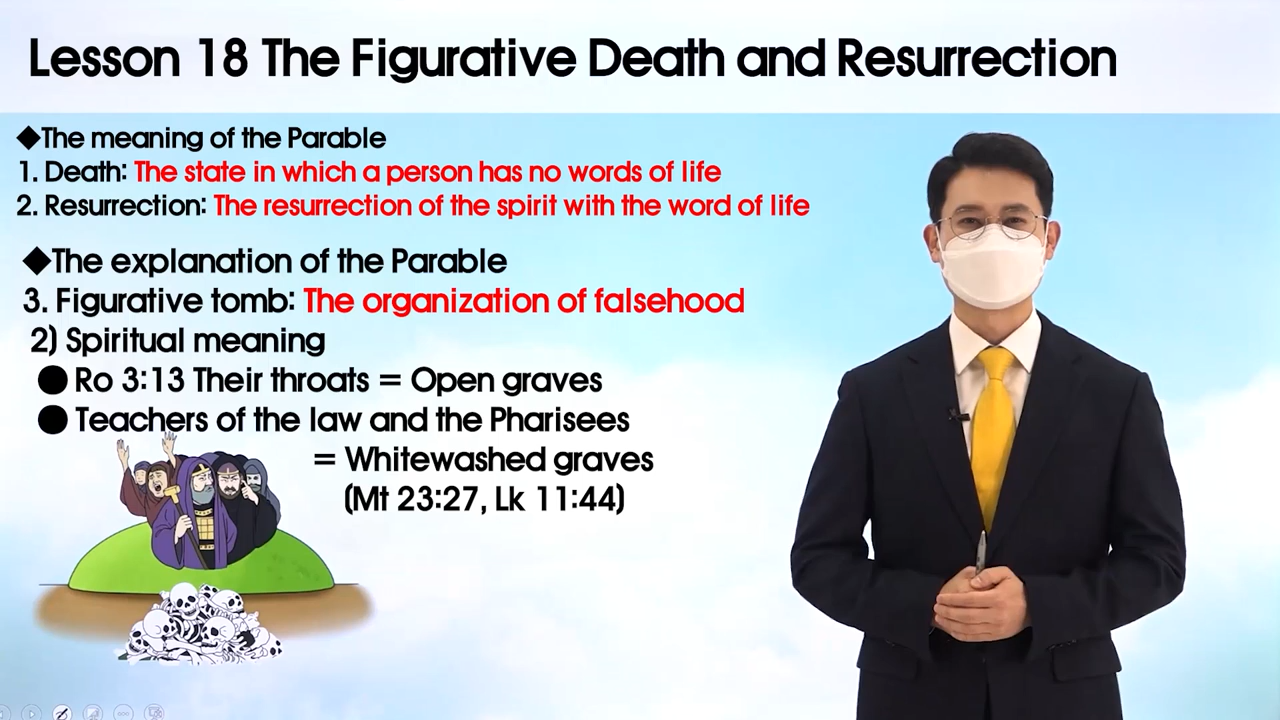 Lesson 18 The Figurative Death and Resurrection
◆The meaning of the Parable
1. Death: The state in which a person has no words of life
2. Resurrection: The resurrection of the spirit with the word of life
◆The explanation of the Parable
3. Figurative tomb: The organization of falsehood
2) Spiritual meaning
● Ro 3:13 Their throats = Open graves
● Teachers of the law and the Pharisees
= Whitewashed graves
(Mt 23:27, Lk 11:44)